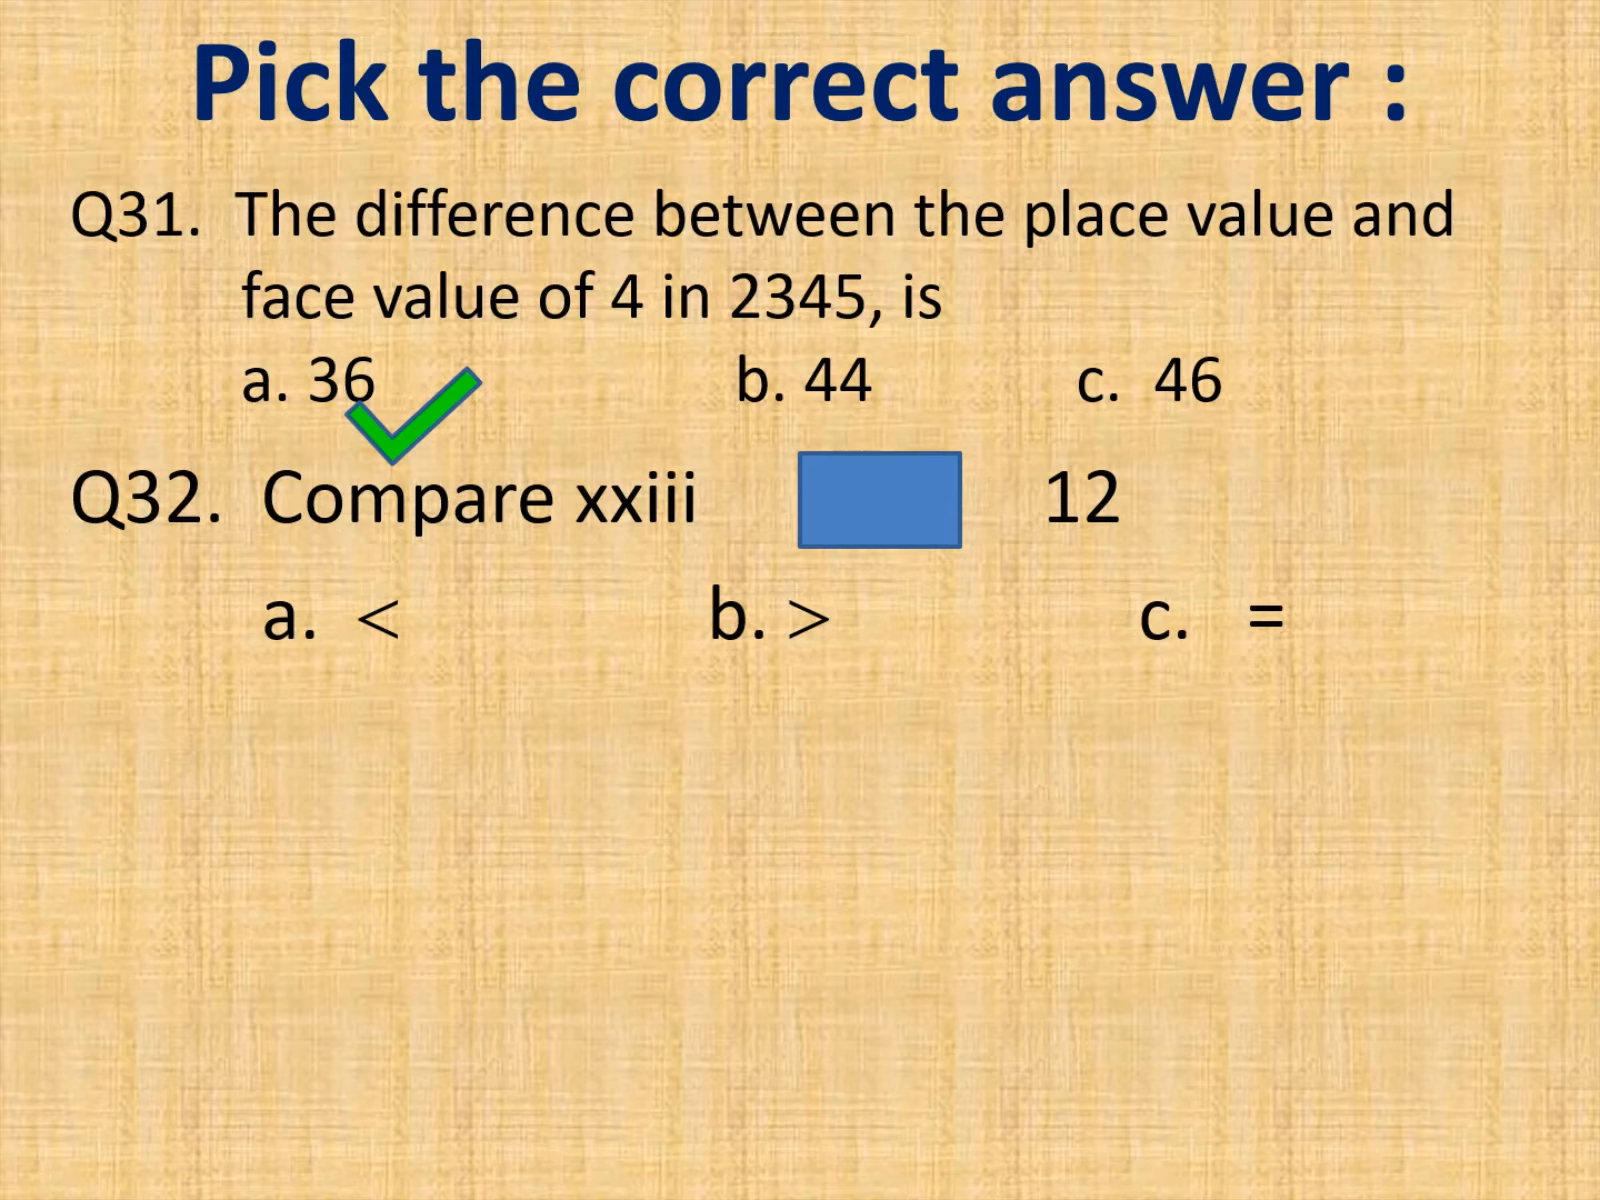 Pick the correct answer :
Q31. The difference between the place value and
face value of 4 in 2345, is
a. 36 b. 44 c. 46
Q32. Compare xxiii 12
a. < b. > c. =